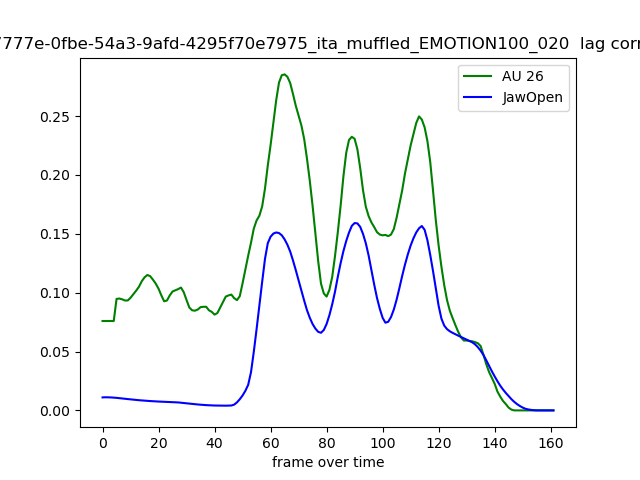 7777e-0fbe-54a3-9afd-4295f70e7975_ita_muffled_EMOTION100_020 lag corr
AU 26
JawOpen
0.25
0.20
0.15
0.10
0.05
0.00
0 20 40 60 80 100 120 140 160
frame over time